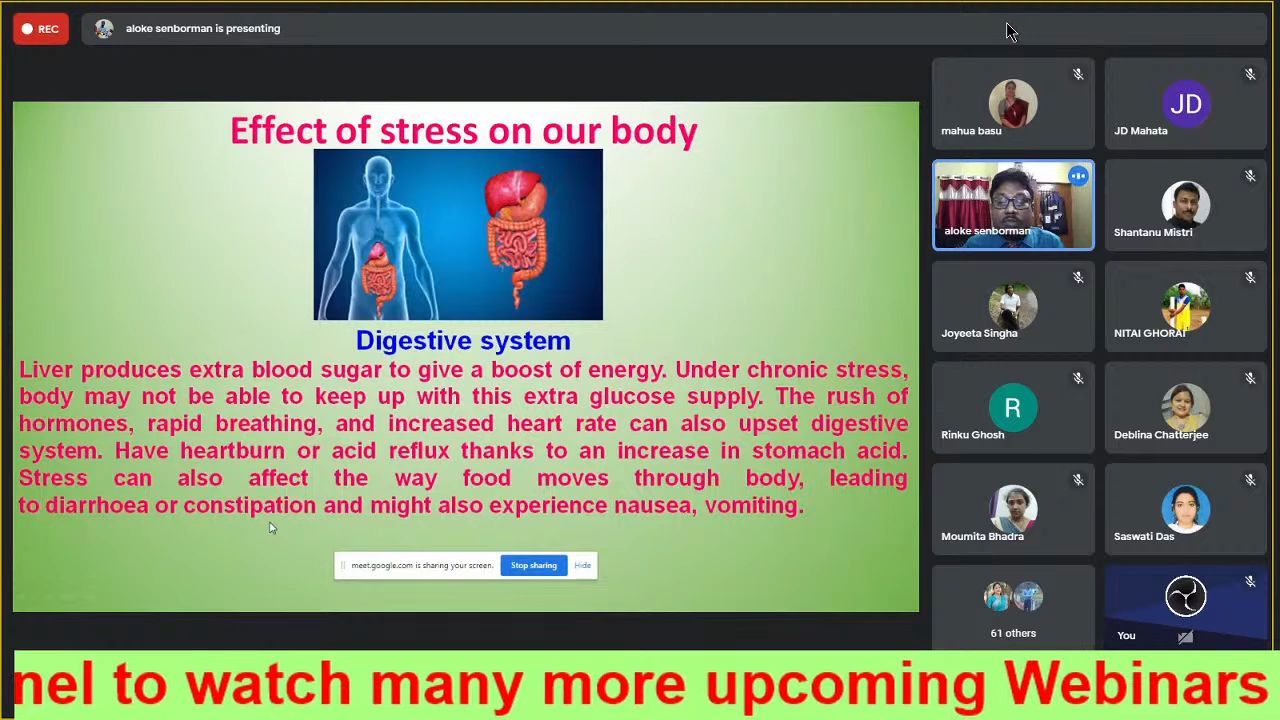 REC
aloke senborman is presenting
Effect of stress on our body
Digestive system
Liver produces extra blood sugar to give a boost of energy. Under chronic stress,
body may not be able to keep up with this extra glucose supply. The rush of
hormones, rapid breathing, and increased heart rate can also upset digestive
system. Have heartburn or acid reflux thanks to an increase in stomach acid.
Stress can also affect the way food moves through body, leading
to diarrhoea or constipation and might also experience nausea, vomiting.
meet.google.com is sharing your screen.
Stop sharing
Hide
mahua basu
JD
JD Mahata
aloke senborman
Shantanu Mistri
Joyeeta Singha
NITAI GHORAI
R
Rinku Ghosh
Deblina Chatterjee
Moumita Bhadra
Saswati Das
61 others
You
nel to watch many more upcoming Webinars